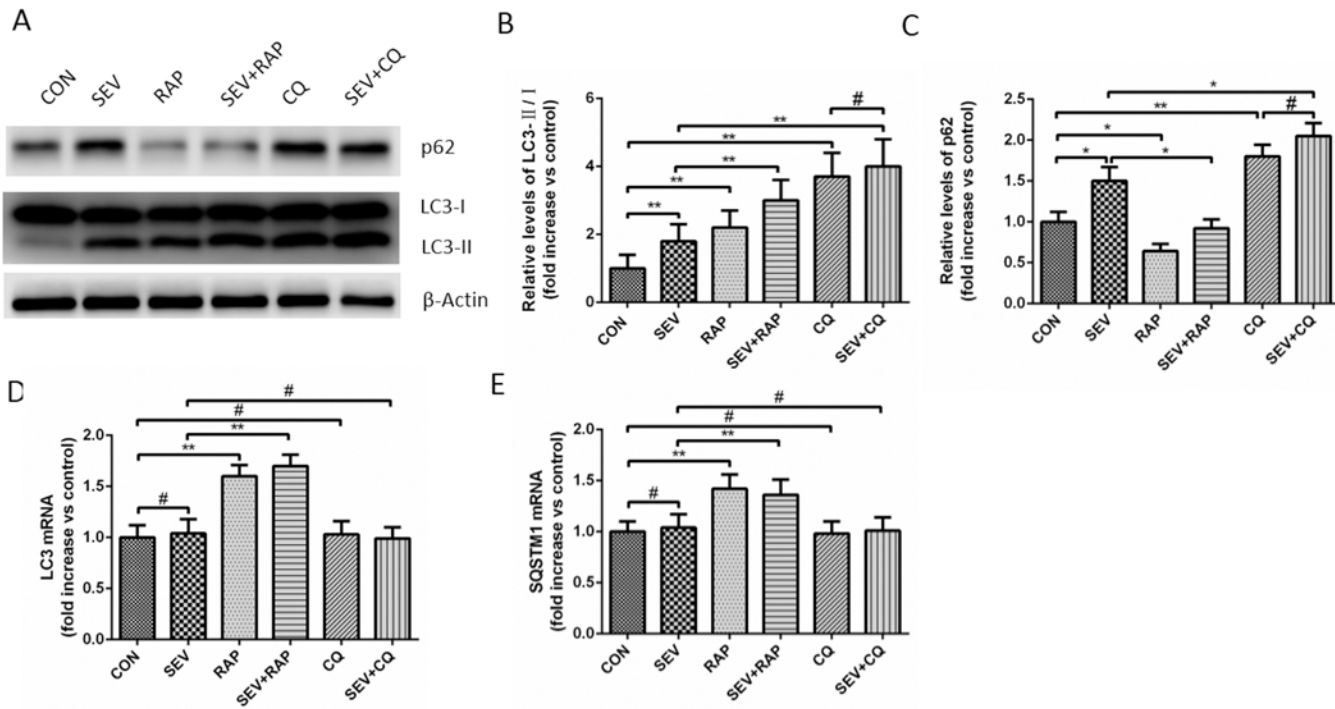 A
CON
SEV
RAP
SEV+RAP
CQ
SEV+CQ
p62
LC3-I
LC3-II
β-Actin
B
Relative levels of LC3-II/I
(fold increase vs control)
6
4
2
0
**
**
**
**
**
#
CON
SEV
RAP
SEV+RAP
CQ
SEV+CQ
C
Relative levels of p62
(fold increase vs control)
2.5
2.0
1.5
1.0
0.5
0.0
*
**
#
*
*
*
CON
SEV
RAP
SEV+RAP
CQ
SEV+CQ
D
LC3 mRNA
(fold increase vs control)
2.0
1.5
1.0
0.5
0.0
#
#
**
**
#
CON
SEV
RAP
SEV+RAP
CQ
SEV+CQ
E
SQSTM1 mRNA
(fold increase vs control)
2.0
1.5
1.0
0.5
0.0
#
#
**
**
#
CON
SEV
RAP
SEV+RAP
CQ
SEV+CQ